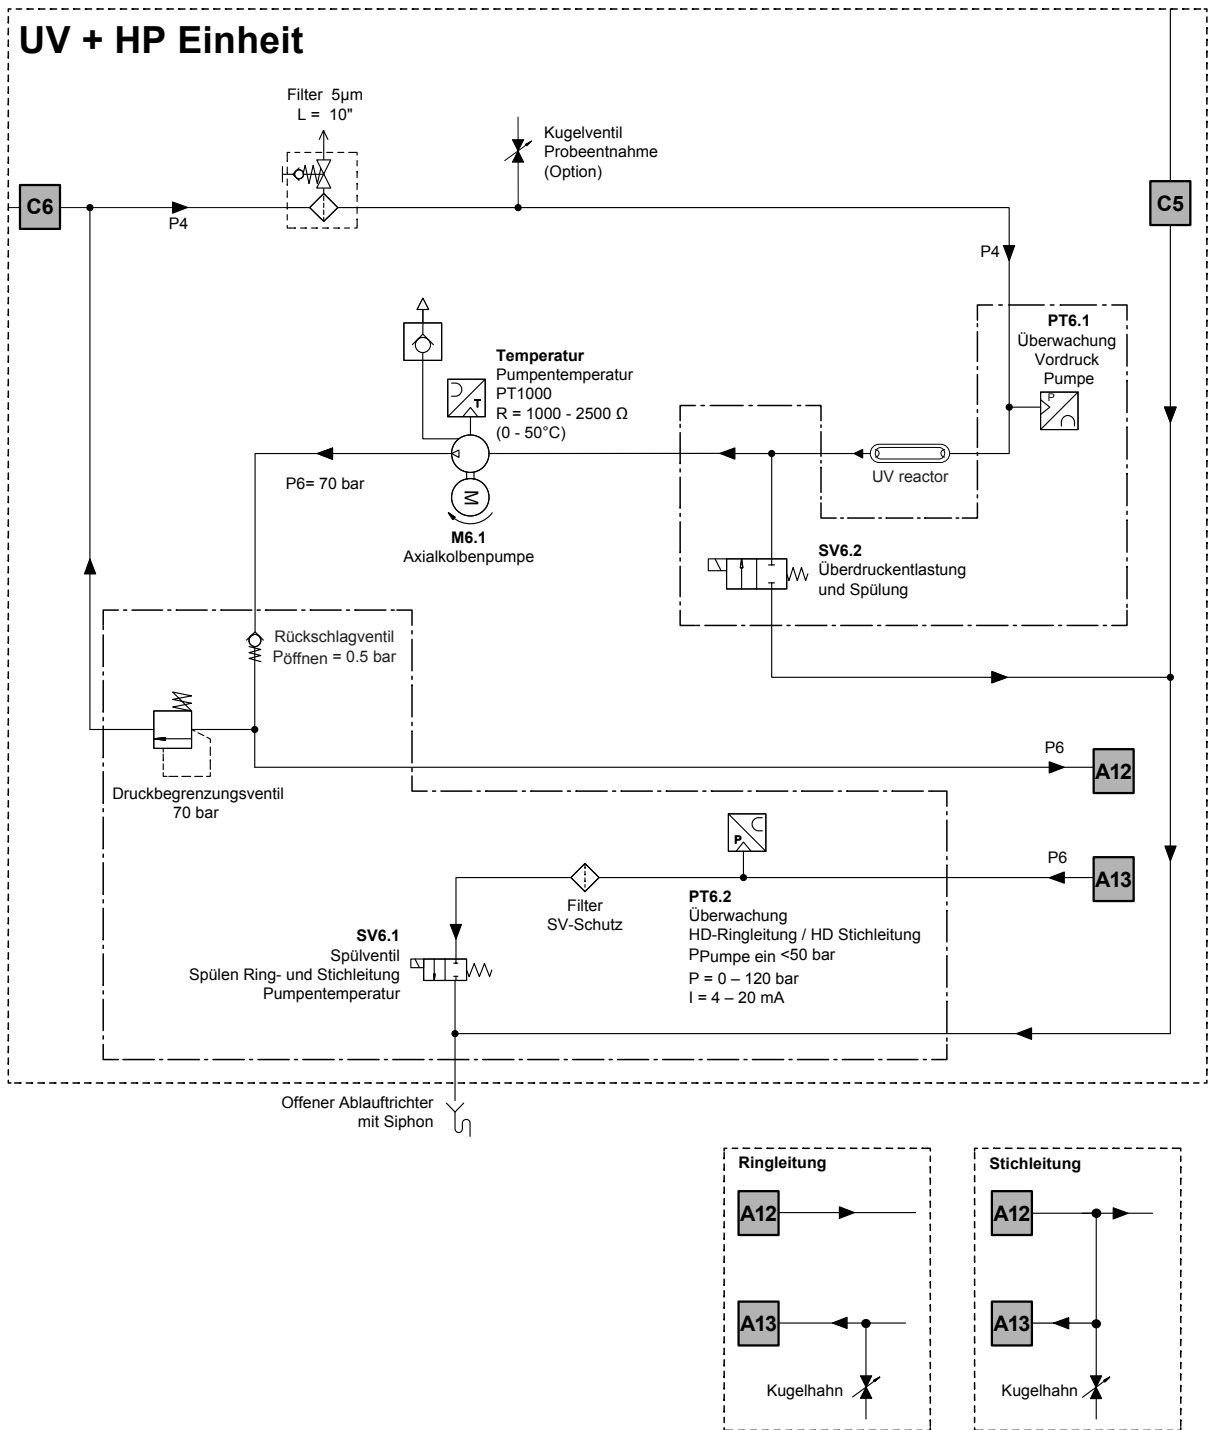 UV + HP Einheit
Filter 5µm
L = 10"
Kugelventil
Probeentnahme
(Option)
C6
P4
C5
P4
PT6.1
Überwachung
Vordruck
Pumpe
P
Temperatur
Pumpentemperatur
PT1000
R = 1000 - 2500 Ω
(0 - 50°C)
T
P6= 70 bar
M
M6.1
Axialkolbenpumpe
UV reactor
SV6.2
Überdruckentlastung
und Spülung
Rückschlagventil
Pöffnen = 0.5 bar
Druckbegrenzungsventil
70 bar
P6
A12
P
P6
A13
Filter
SV-Schutz
PT6.2
Überwachung
HD-Ringleitung / HD Stichleitung
PPumpe ein <50 bar
P = 0 – 120 bar
I = 4 – 20 mA
SV6.1
Spülventil
Spülen Ring- und Stichleitung
Pumpentemperatur
Offener Ablauftrichter
mit Siphon
Ringleitung
A12
A13
Kugelhahn
Stichleitung
A12
A13
Kugelhahn